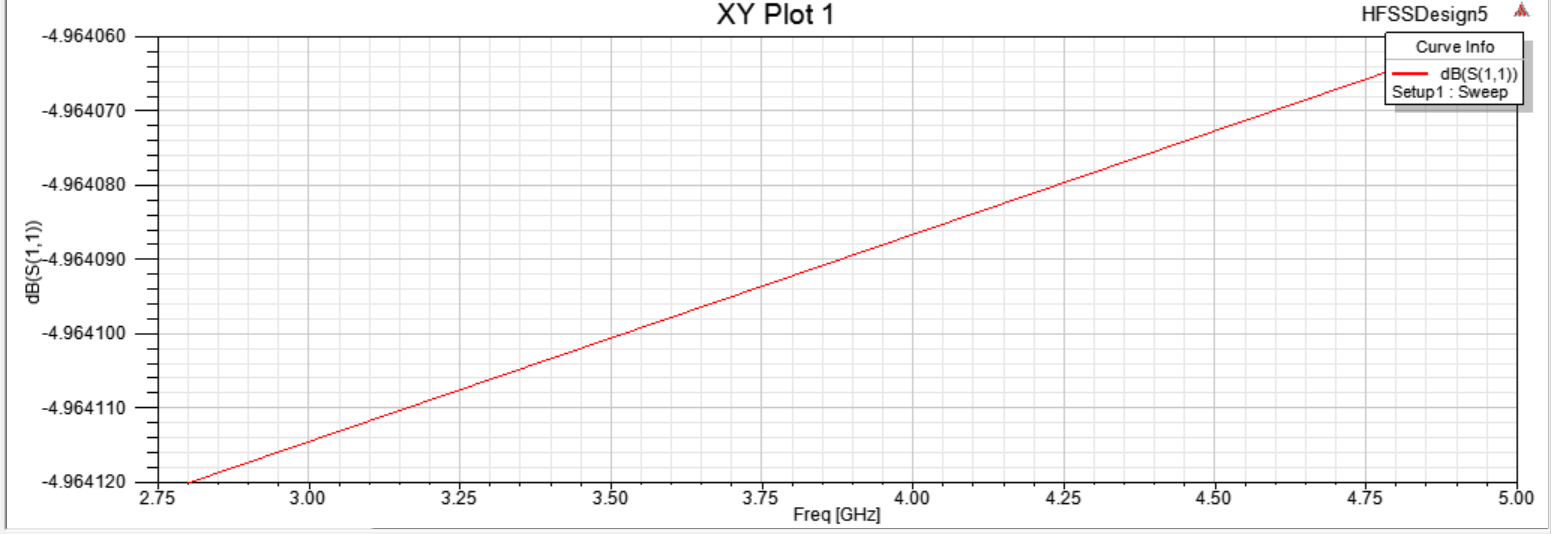 XY Plot 1
HFSSDesign5
Curve Info
dB(S(1,1))
Setup1 : Sweep
dB(S(1,1))
-4.964060
-4.964070
-4.964080
-4.964090
-4.964100
-4.964110
-4.964120
2.75 3.00 3.25 3.50 3.75 4.00 4.25 4.50 4.75 5.00
Freq [GHz]